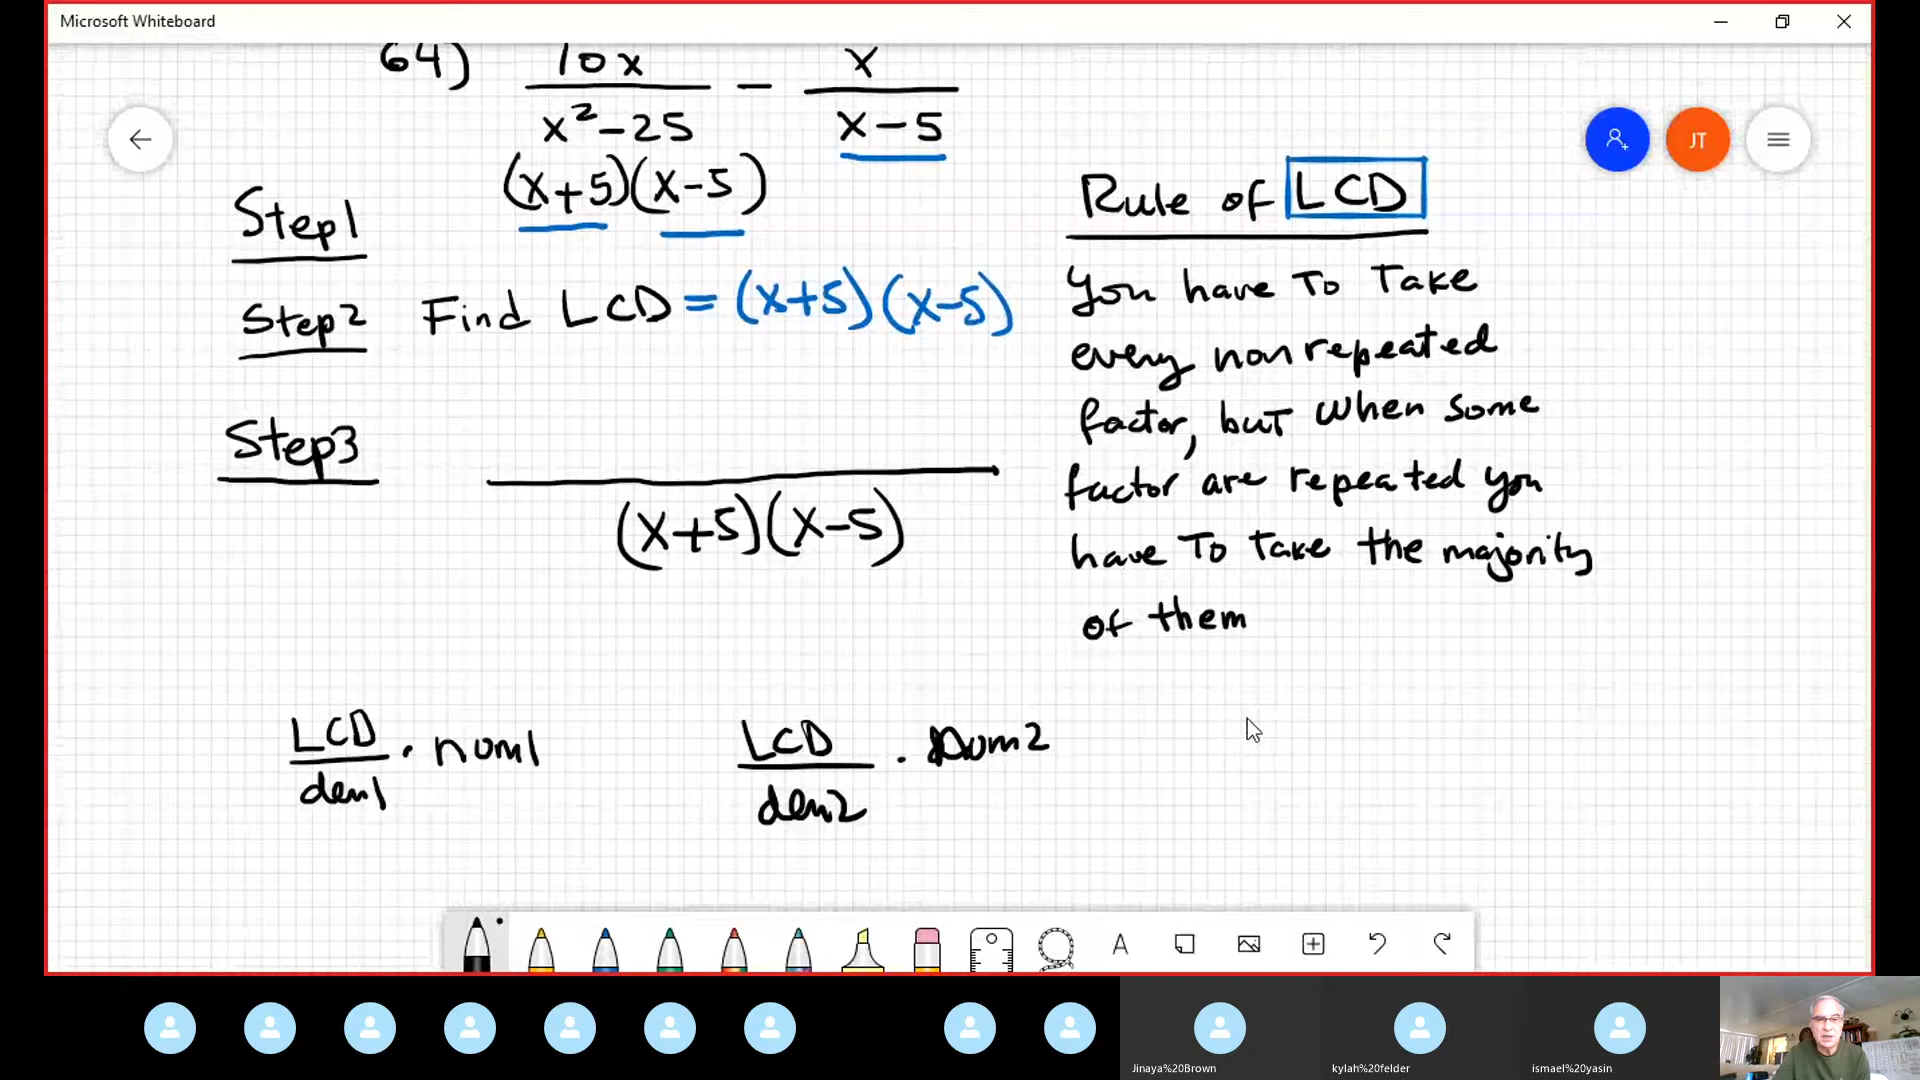 Microsoft Whiteboard
64) 10x / x²-25 - x / x-5
(x+5)(x-5)
Step1
Step2 Find LCD = (x+5)(x-5)
Step3
(x+5)(x-5)
LCD / den1 · num1
LCD / den2 · num2
Rule of LCD
You have To Take
every nonrepeated
factor, but when some
factor are repeated you
have To take the majority
of them
JT
A
Jinaya%20Brown
kylah%20felder
ismael%20yasin